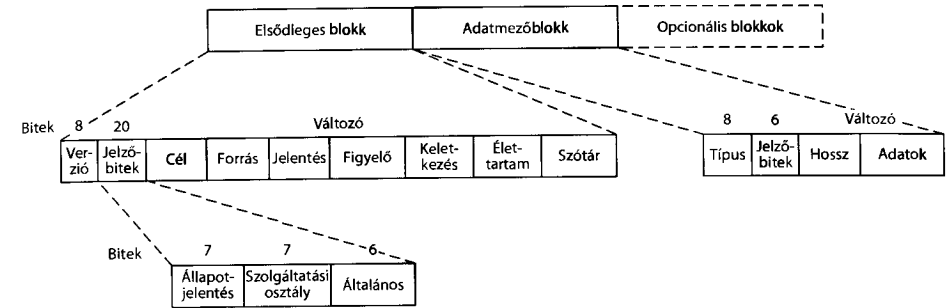 Elsődleges blokk Adatmezőblokk Opcionális blokkok
Bitek 8 20 Változó
Ver-
zió
Jelző-
bitek
Cél
Forrás
Jelentés
Figyelő
Kelet-
kezés
Élet-
tartam
Szótár
8 6 Változó
Típus
Jelző-
bitek
Hossz
Adatok
Bitek 7 7 6
Állapot-
jelentés
Szolgáltatási
osztály
Általános